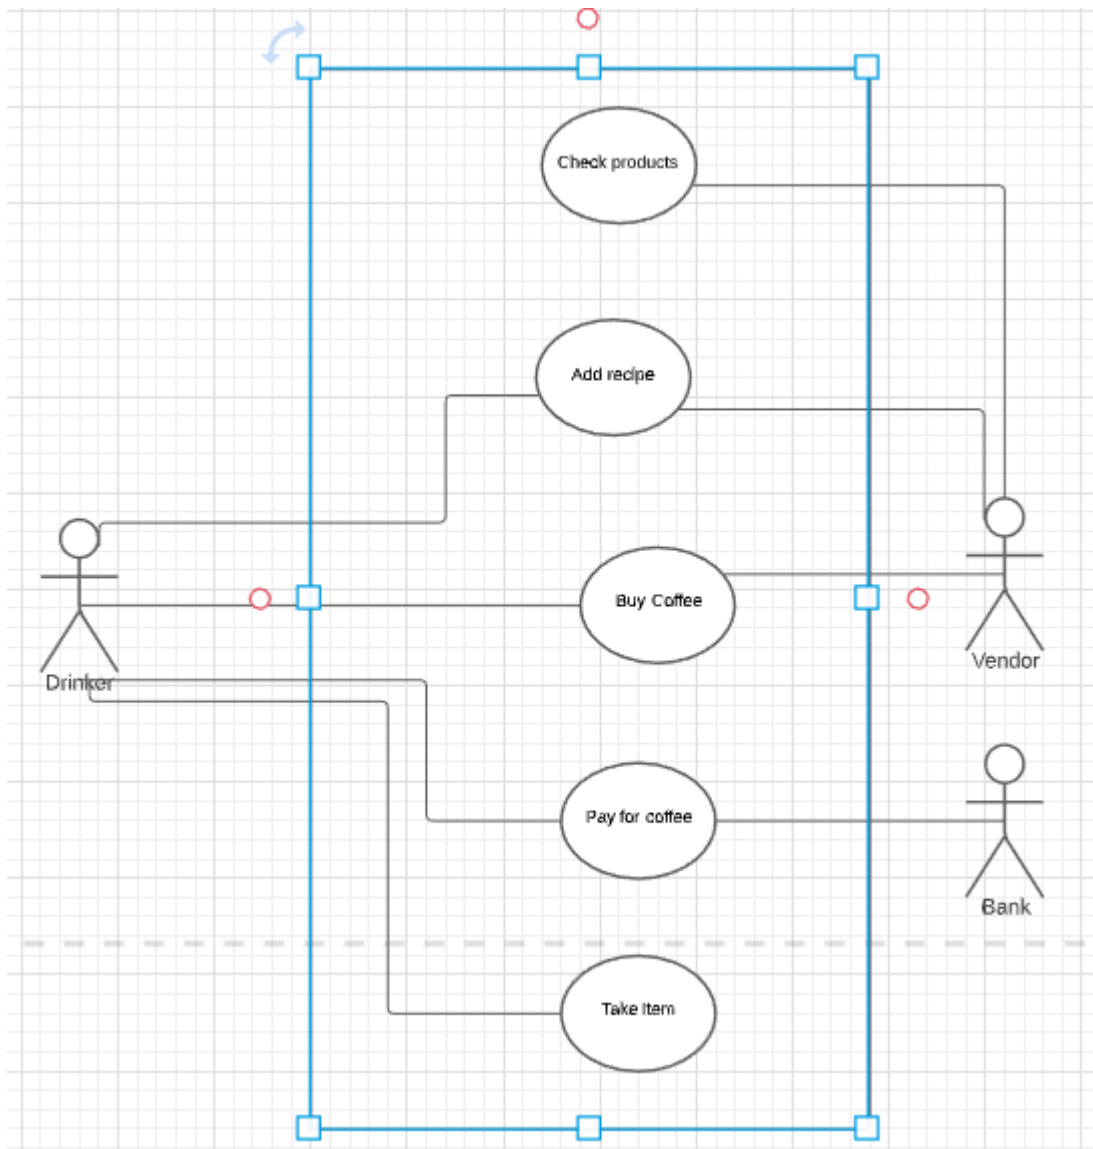 Check products
Add recipe
Buy Coffee
Vendor
Drinker
Pay for coffee
Bank
Take Item